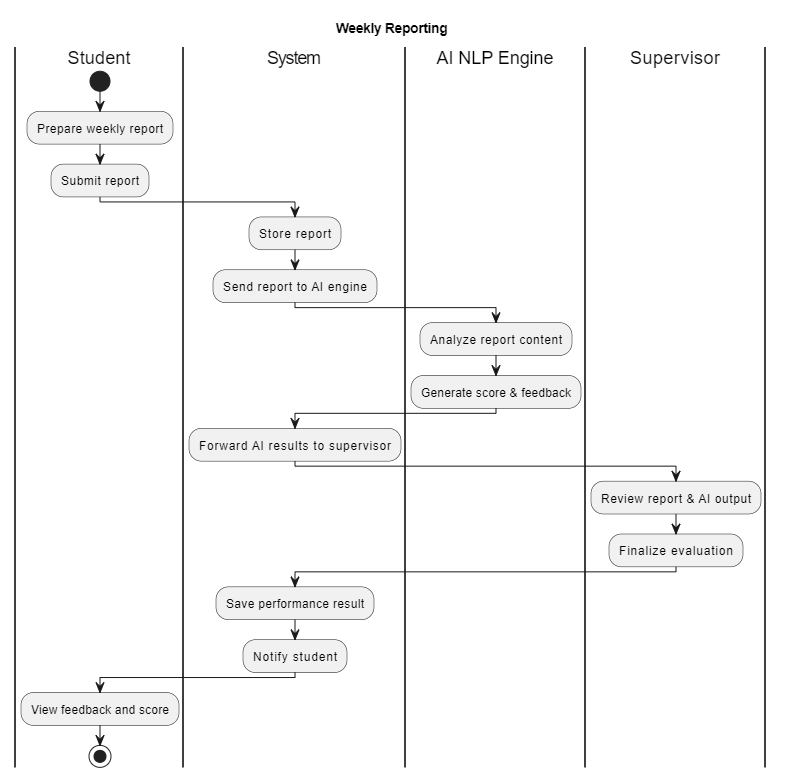 Weekly Reporting
Student
System
AI NLP Engine
Supervisor
Prepare weekly report
Submit report
Store report
Send report to AI engine
Analyze report content
Generate score & feedback
Forward AI results to supervisor
Review report & AI output
Finalize evaluation
Save performance result
Notify student
View feedback and score